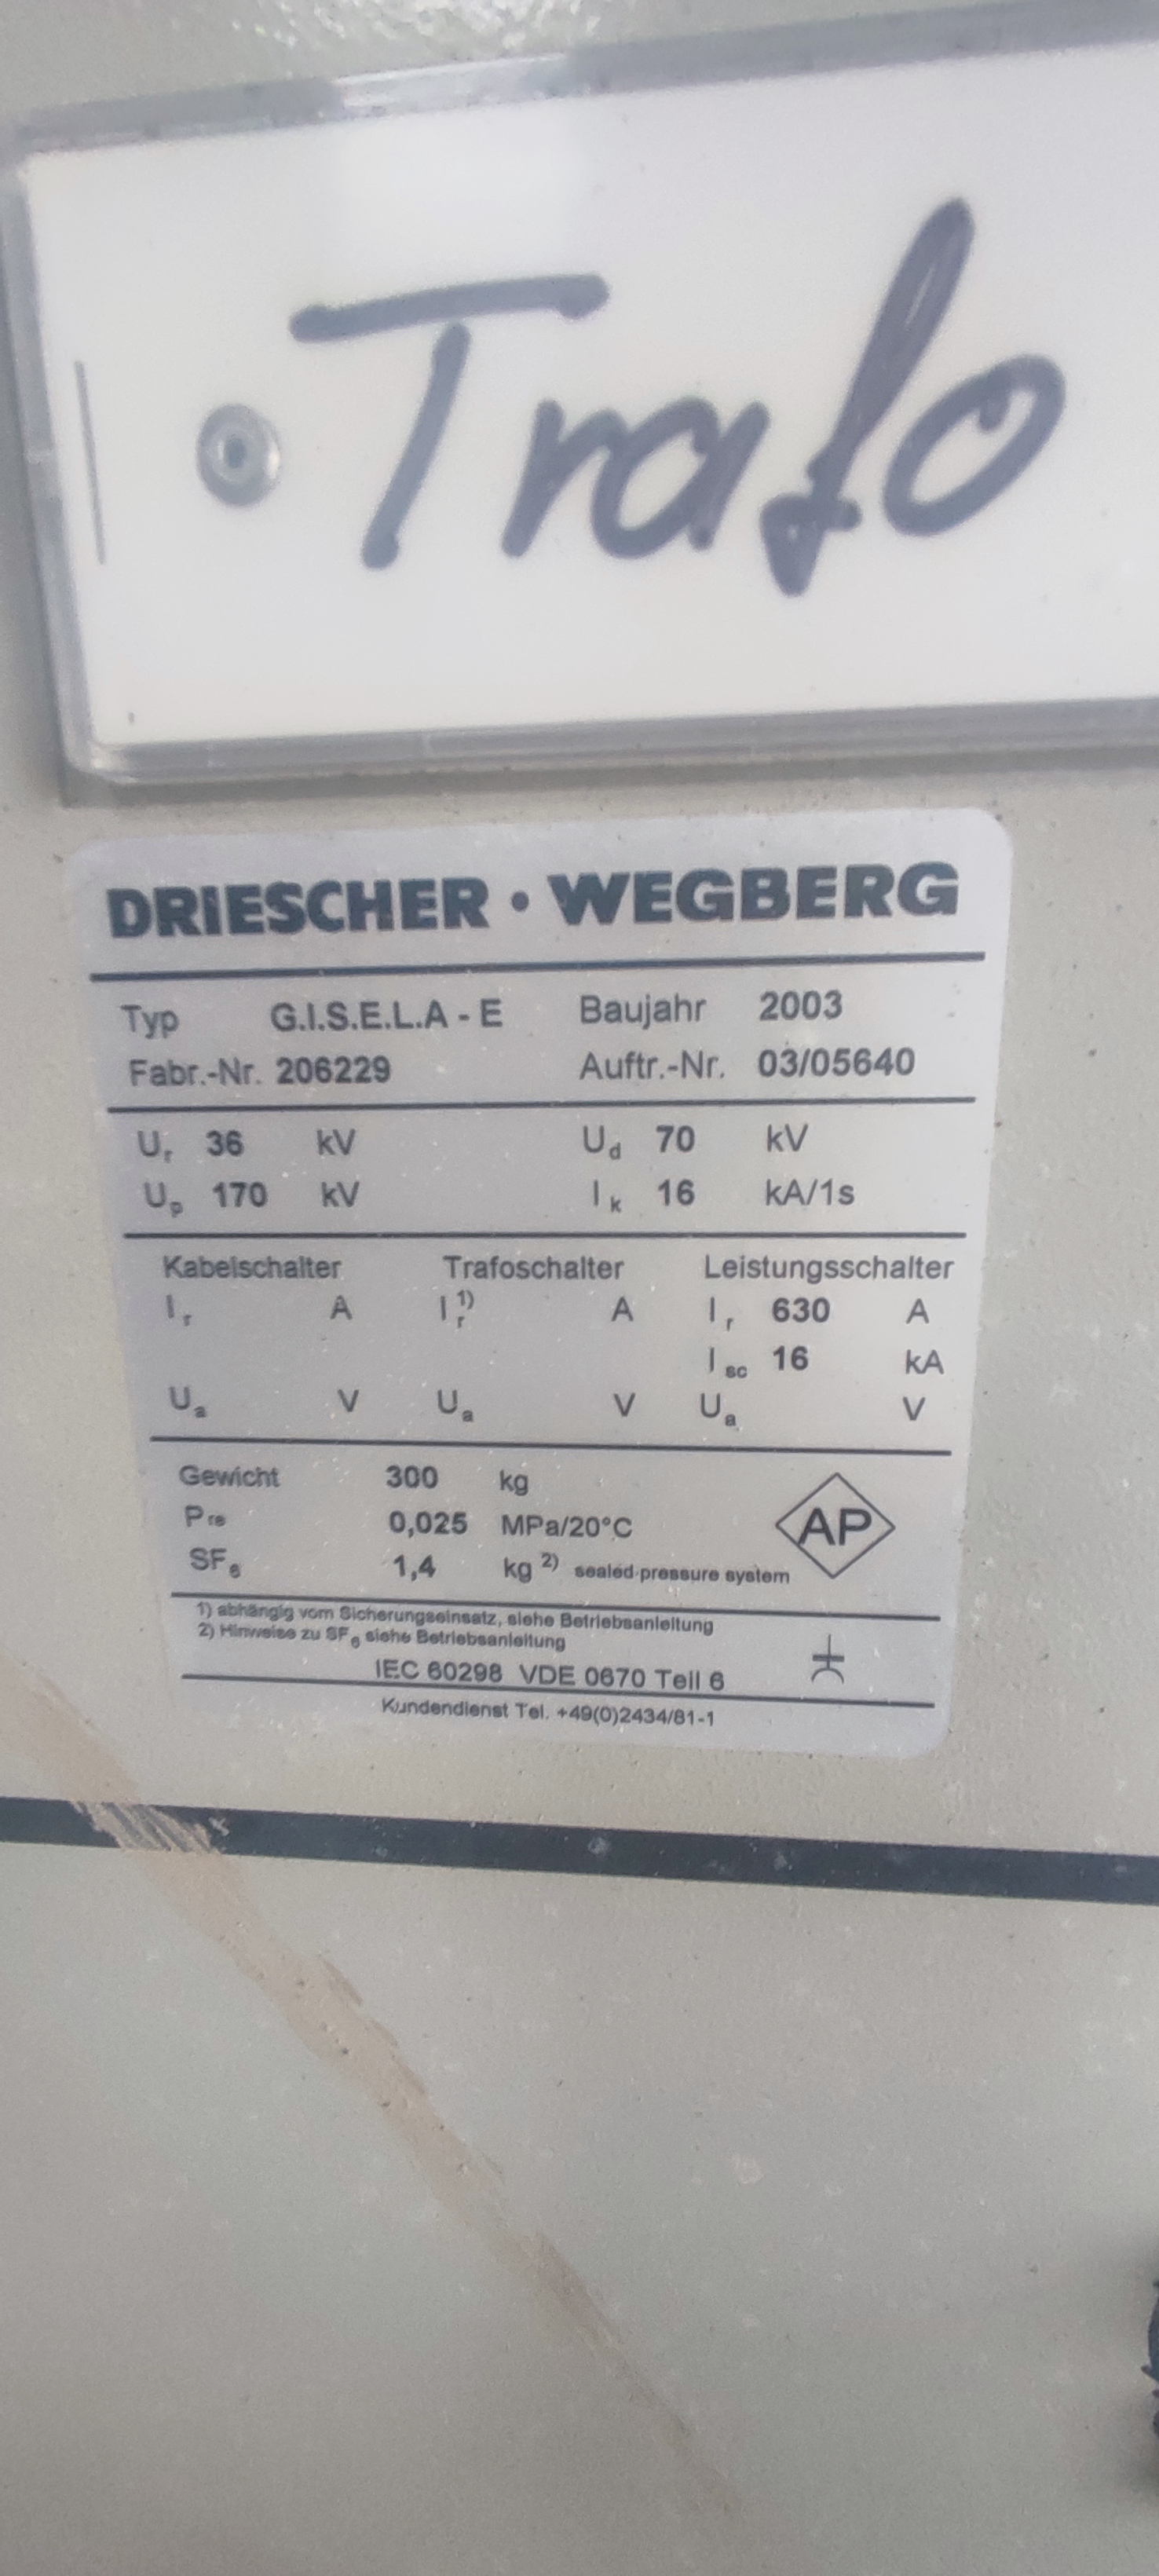 Trafo
DRIESCHER • WEGBERG
Typ G.I.S.E.L.A - E Baujahr 2003
Fabr.-Nr. 206229 Auftr.-Nr. 03/05640
Ur 36 kV Ud 70 kV
Up 170 kV Ik 16 kA/1s
Kabelschalter Trafoschalter Leistungsschalter
Ir A Ir 1) A Ir 630 A
Isc 16 kA
Ua V Ua V Ua V
Gewicht 300 kg
Pre 0,025 MPa/20°C AP
SF6 1,4 kg 2) sealed pressure system
1) abhängig vom Sicherungseinsatz, siehe Betriebsanleitung
2) Hinweise zu SF6 siehe Betriebsanleitung
IEC 60298 VDE 0670 Teil 6
Kundendienst Tel. +49(0)2434/81-1